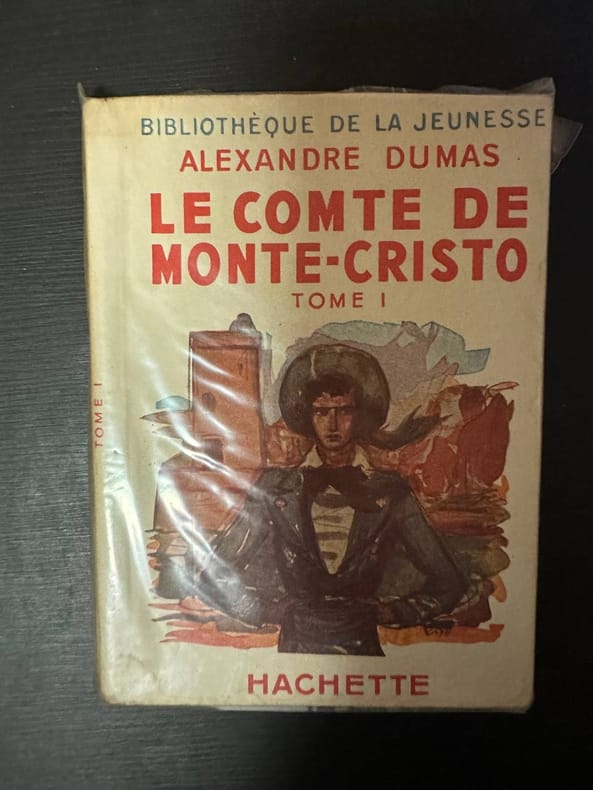 BIBLIOTHÈQUE DE LA JEUNESSE
ALEXANDRE DUMAS
LE COMTE DE
MONTE-CRISTO
TOME I
TOME I
HACHETTE